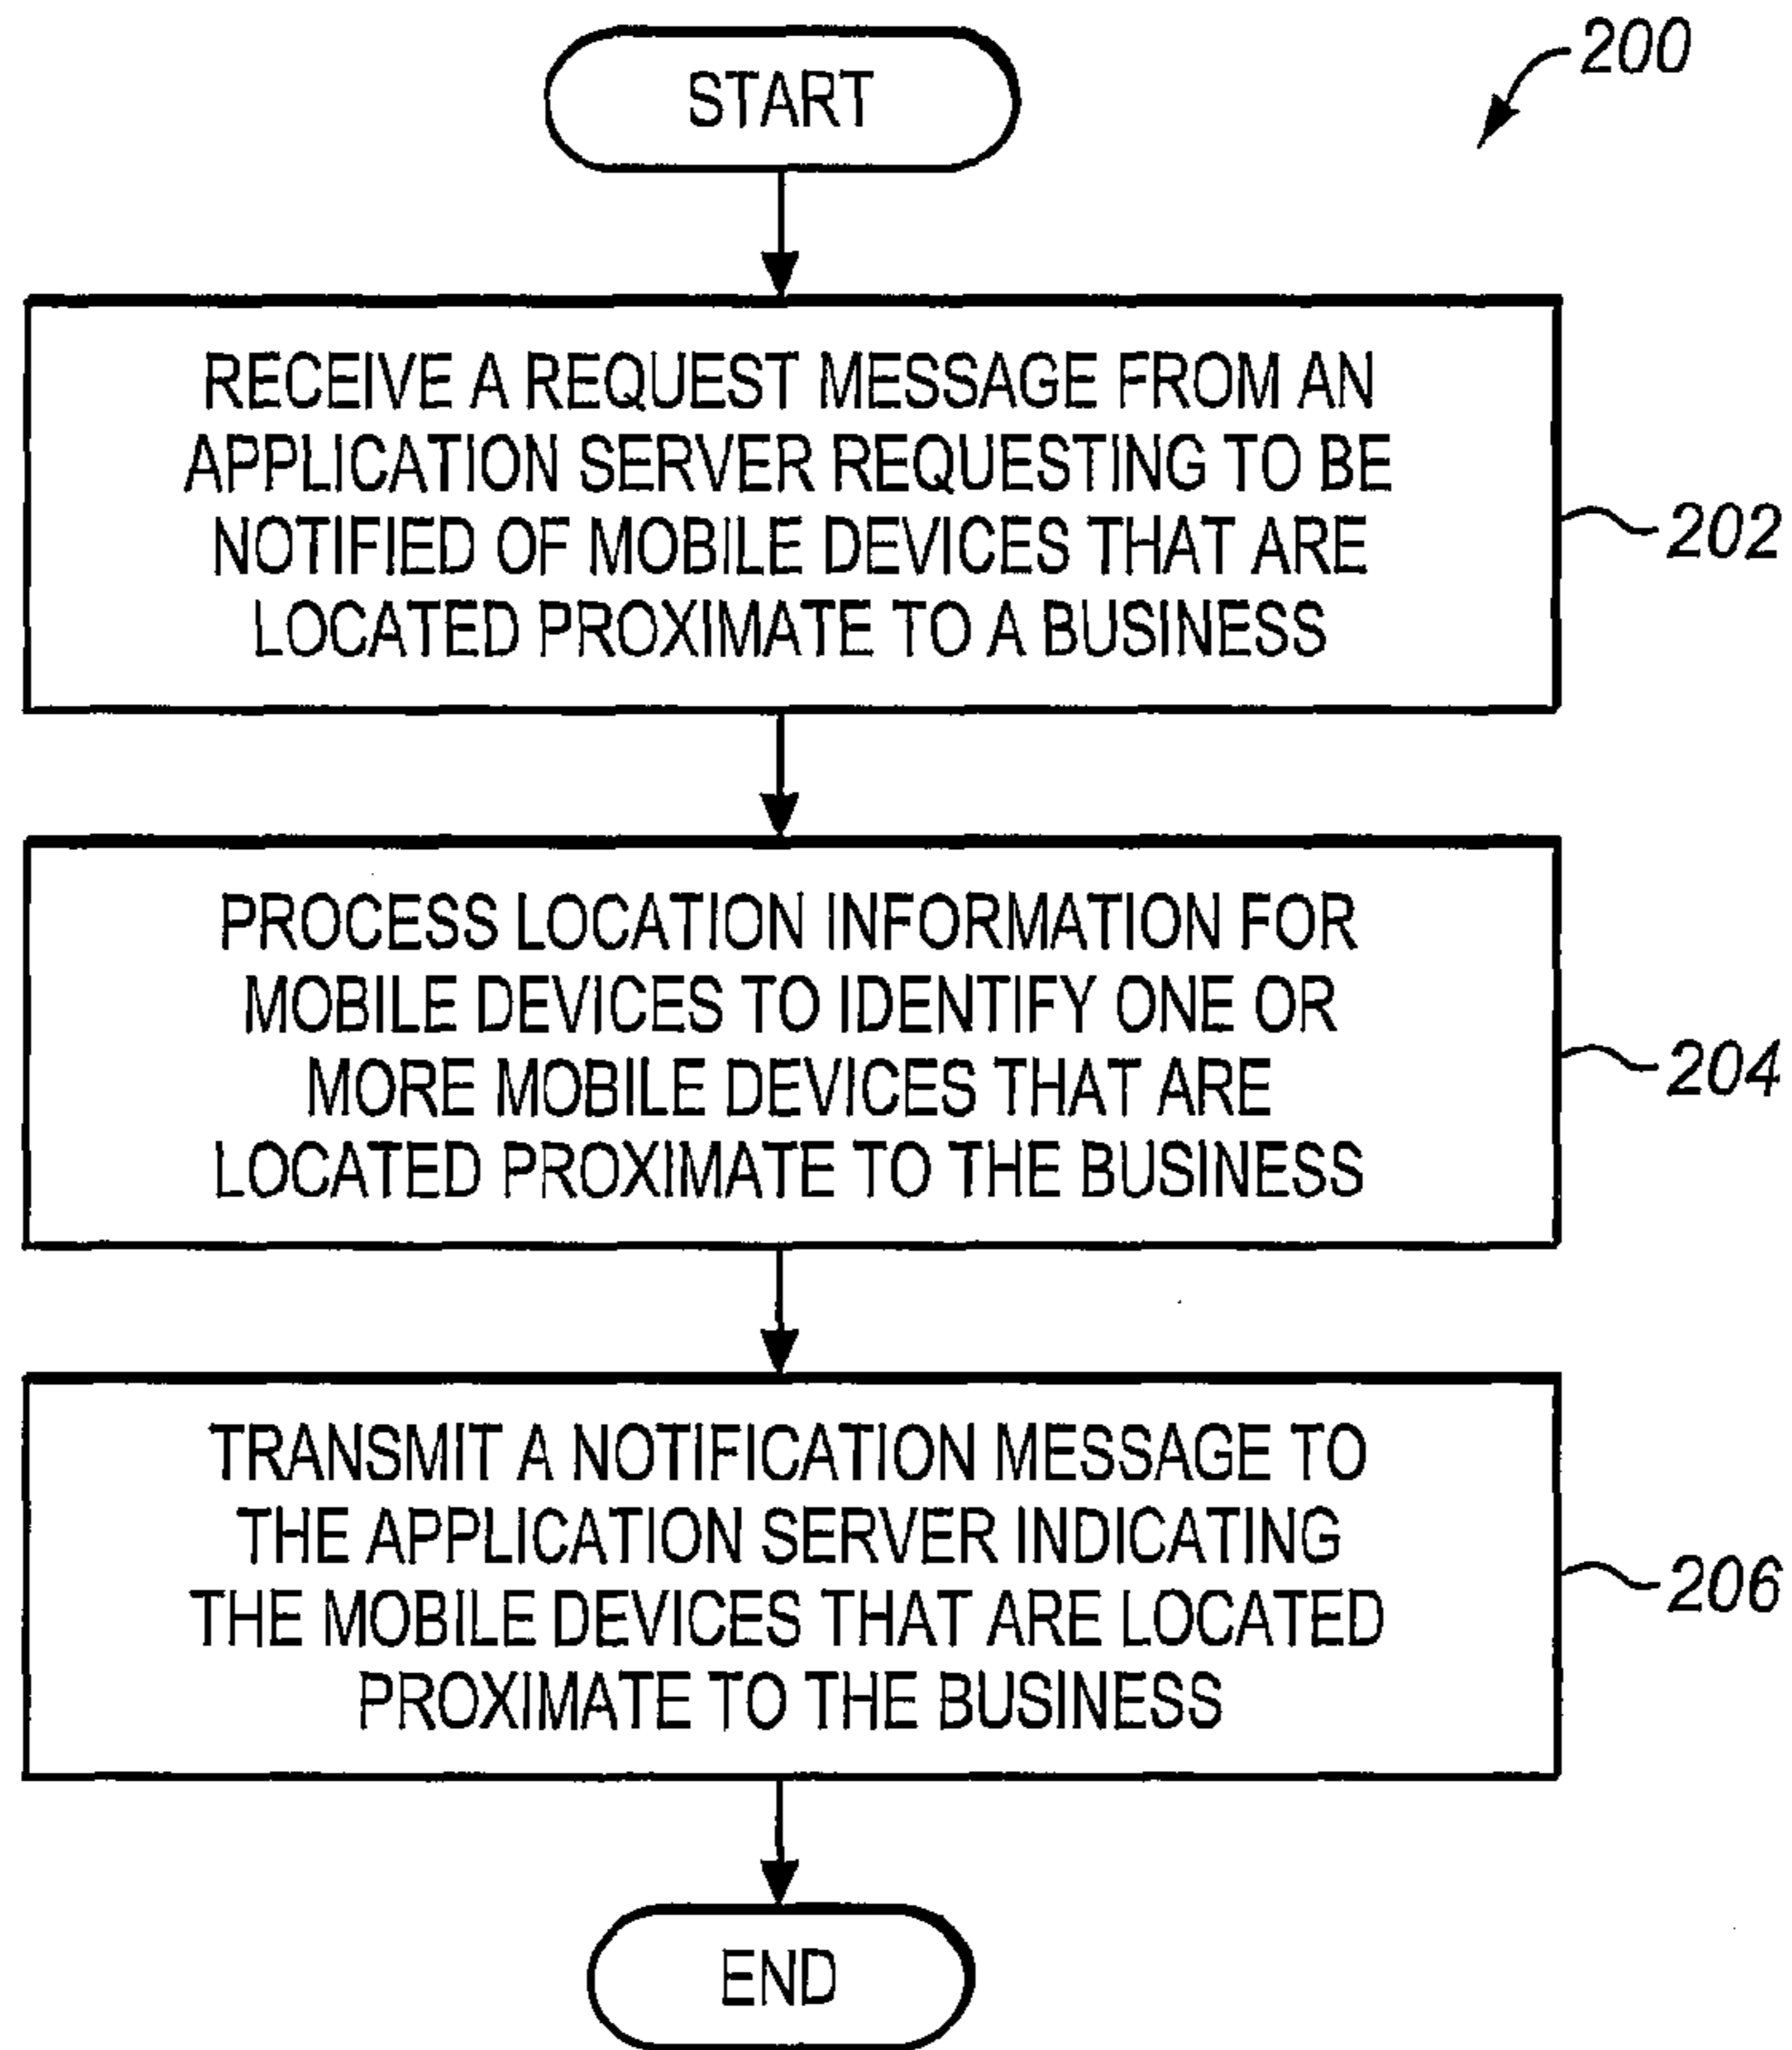 START
200
RECEIVE A REQUEST MESSAGE FROM AN
APPLICATION SERVER REQUESTING TO BE
NOTIFIED OF MOBILE DEVICES THAT ARE
LOCATED PROXIMATE TO A BUSINESS
202
PROCESS LOCATION INFORMATION FOR
MOBILE DEVICES TO IDENTIFY ONE OR
MORE MOBILE DEVICES THAT ARE
LOCATED PROXIMATE TO THE BUSINESS
204
TRANSMIT A NOTIFICATION MESSAGE TO
THE APPLICATION SERVER INDICATING
THE MOBILE DEVICES THAT ARE LOCATED
PROXIMATE TO THE BUSINESS
206
END